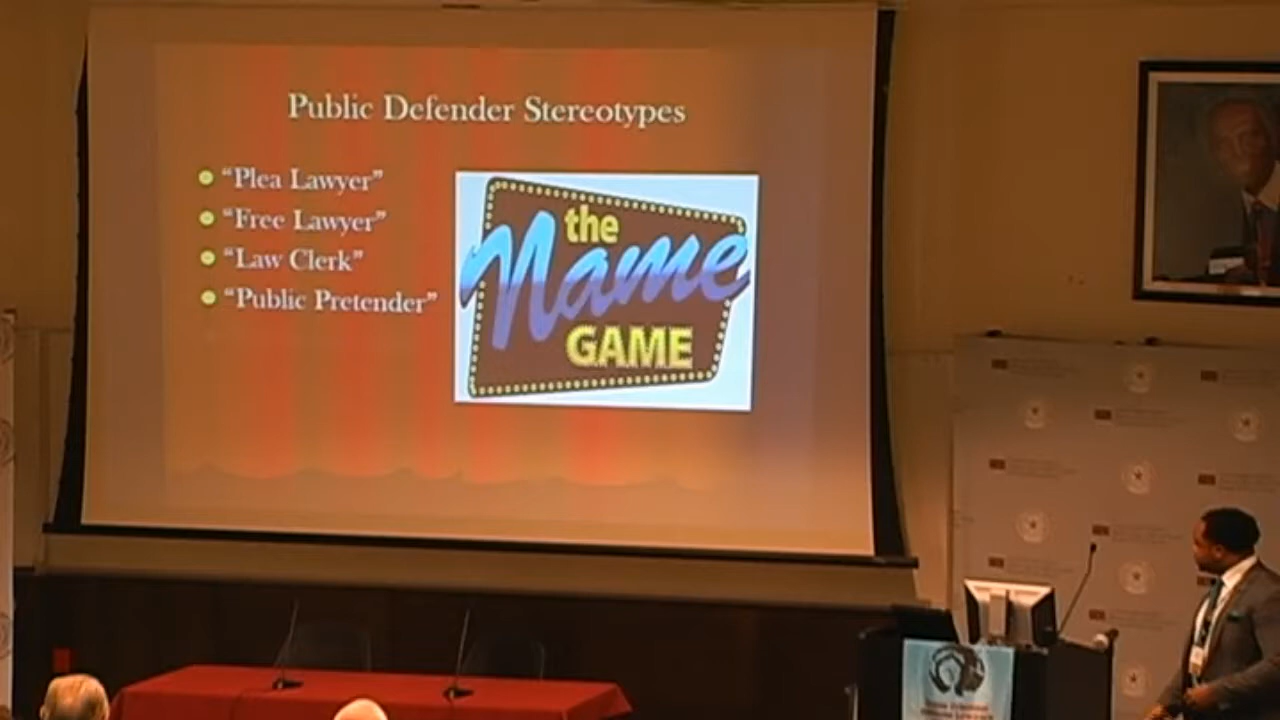 Public Defender Stereotypes
“Plea Lawyer”
“Free Lawyer”
“Law Clerk”
“Public Pretender”
the
Name
GAME